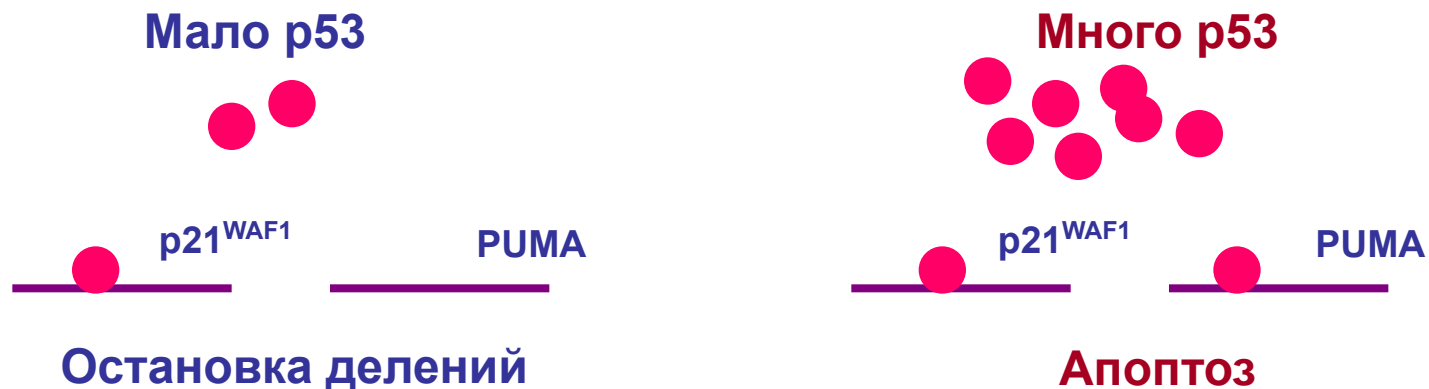 Мало p53
Много p53
p21WAF1
PUMA
p21WAF1
PUMA
Остановка делений
Апоптоз